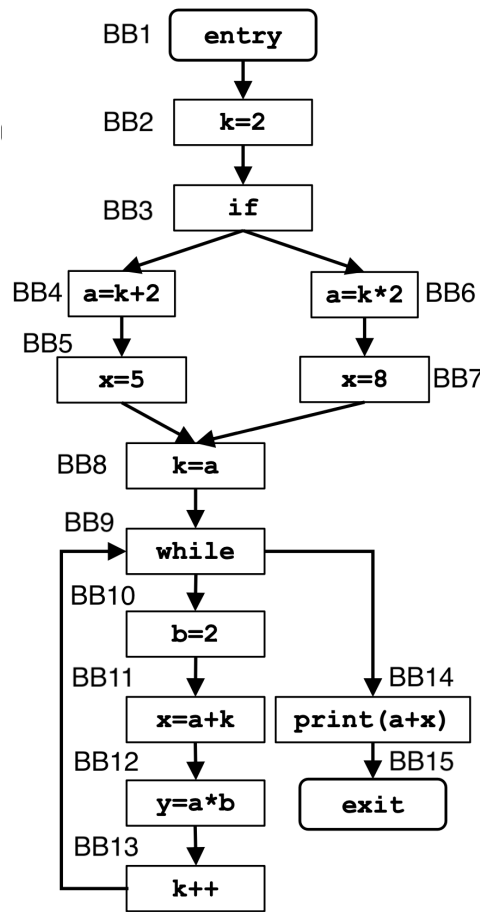 BB1 entry
BB2 k=2
BB3 if
BB4 a=k+2 a=k*2 BB6
BB5
x=5 x=8 BB7
BB8 k=a
BB9
while
BB10
b=2
BB11 BB14
x=a+k print(a+x)
BB12 BB15
y=a*b exit
BB13
k++